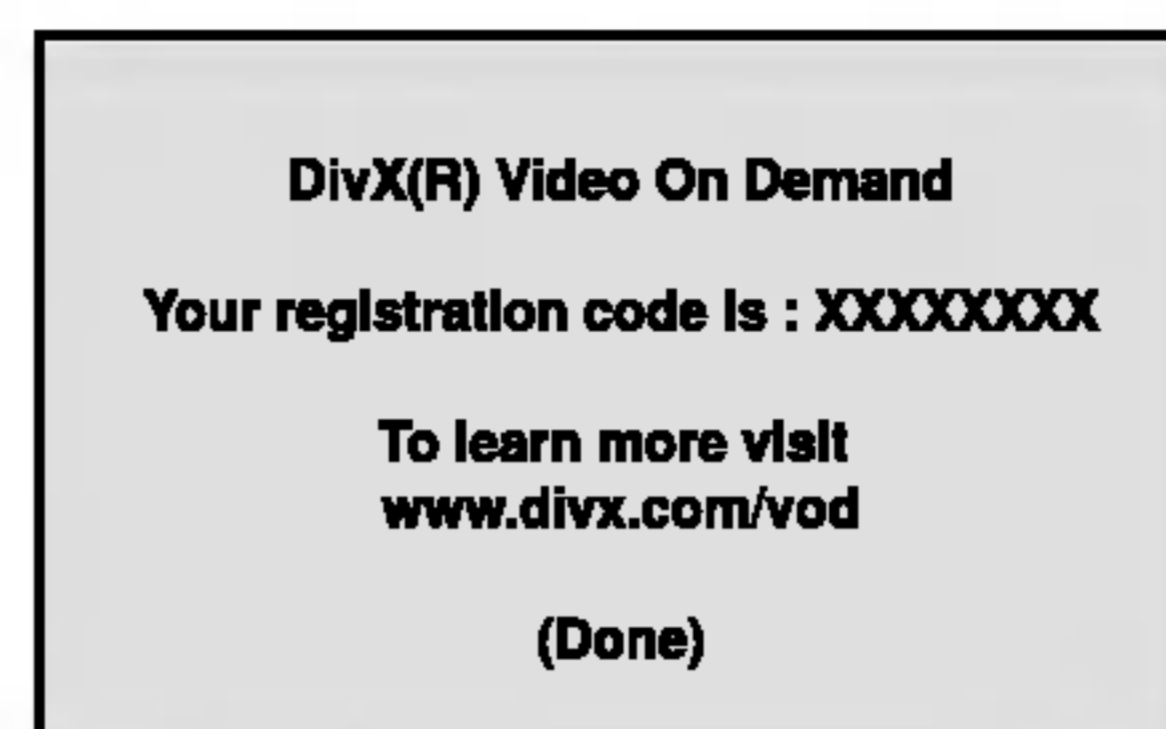 DivX(R) Video On Demand
Your registration code is : XXXXXXXX
To learn more visit
www.divx.com/vod
(Done)